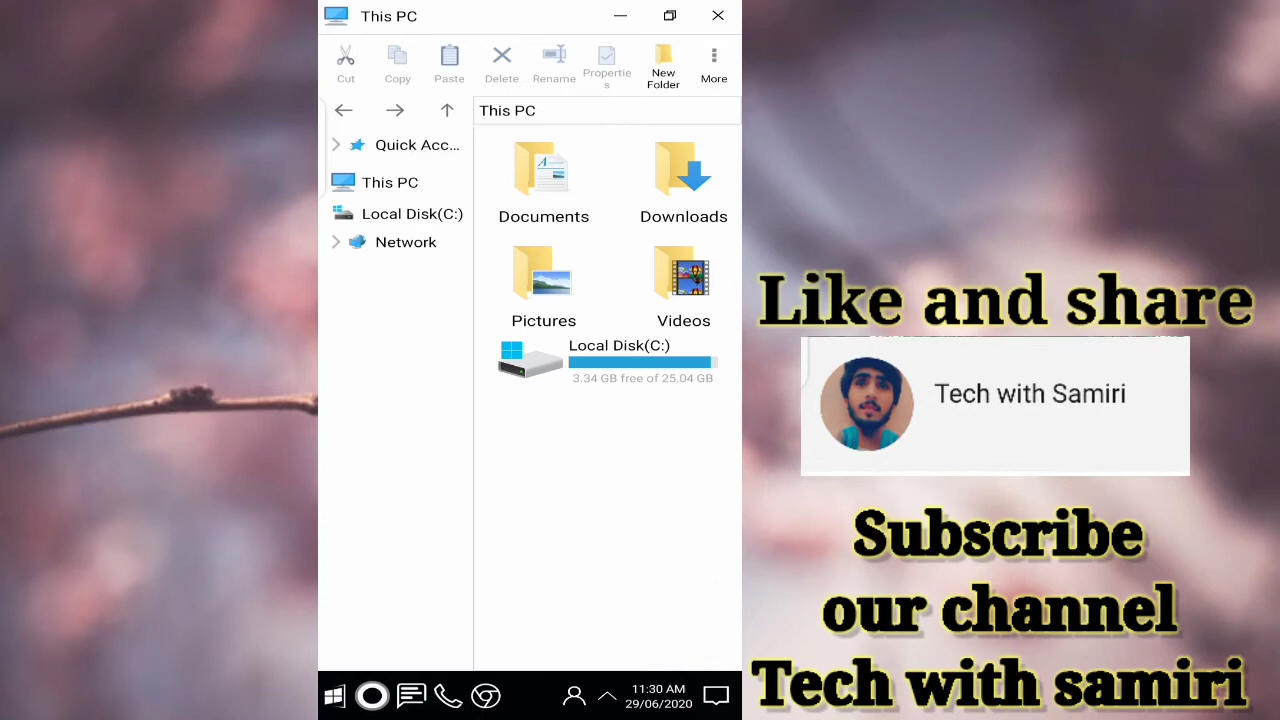 This PC
Cut
Copy
Paste
Delete
Rename
Propertie
s
New
Folder
More
This PC
Quick Acc...
This PC
Local Disk(C:)
Network
Documents
Downloads
Pictures
Videos
Local Disk(C:)
3.34 GB free of 25.04 GB
11:30 AM
29/06/2020
Like and share
Tech with Samiri
Subscribe
our channel
Tech with samiri